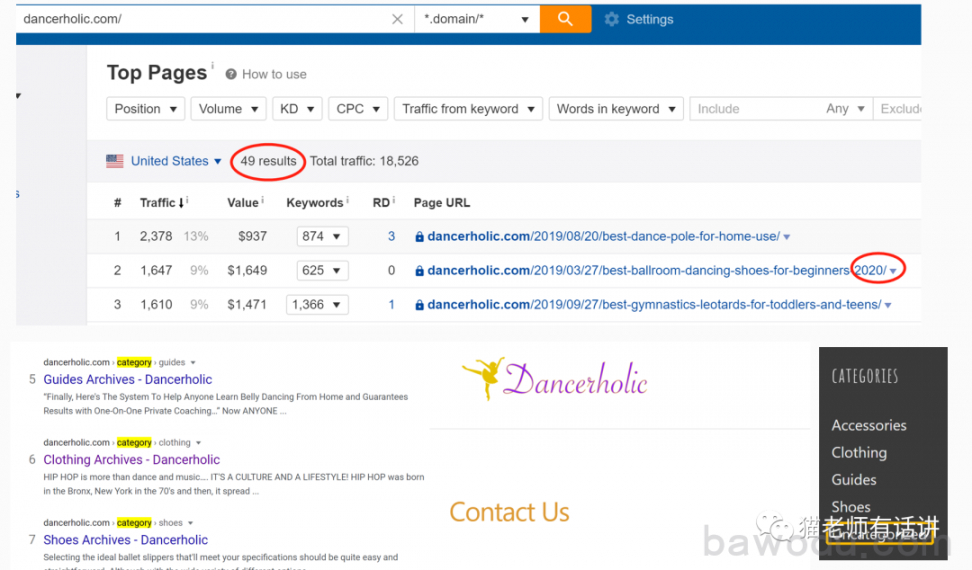 dancerholic.com/ *.domain/* Settings
Top Pages How to use
Position Volume KD CPC Traffic from keyword Words in keyword Include Any Exclude
United States 49 results Total traffic: 18,526
# Traffic Value Keywords RD Page URL
1 2,378 13% $937 874 3 dancerholic.com/2019/08/20/best-dance-pole-for-home-use/
2 1,647 9% $1,649 625 0 dancerholic.com/2019/03/27/best-ballroom-dancing-shoes-for-beginners-2020/
3 1,610 9% $1,471 1,366 1 dancerholic.com/2019/09/27/best-gymnastics-leotards-for-toddlers-and-teens/
dancerholic.com › category › guides
5 Guides Archives - Dancerholic
"Finally, Here's The System To Help Anyone Learn Belly Dancing From Home and Guarantees
Results with One-On-One Private Coaching..." Now ANYONE ...
dancerholic.com › category › clothing
6 Clothing Archives - Dancerholic
HIP HOP is more than dance and music.... IT'S A CULTURE AND A LIFESTYLE! HIP HOP was born
in the Bronx, New York in the 70's and then, it spread ...
dancerholic.com › category › shoes
7 Shoes Archives - Dancerholic
Selecting the ideal ballet slippers that'll meet your specifications should be quite easy and
Dancerholic
Contact Us
CATEGORIES
Accessories
Clothing
Guides
Shoes
Uncategorized
猫老师有话讲